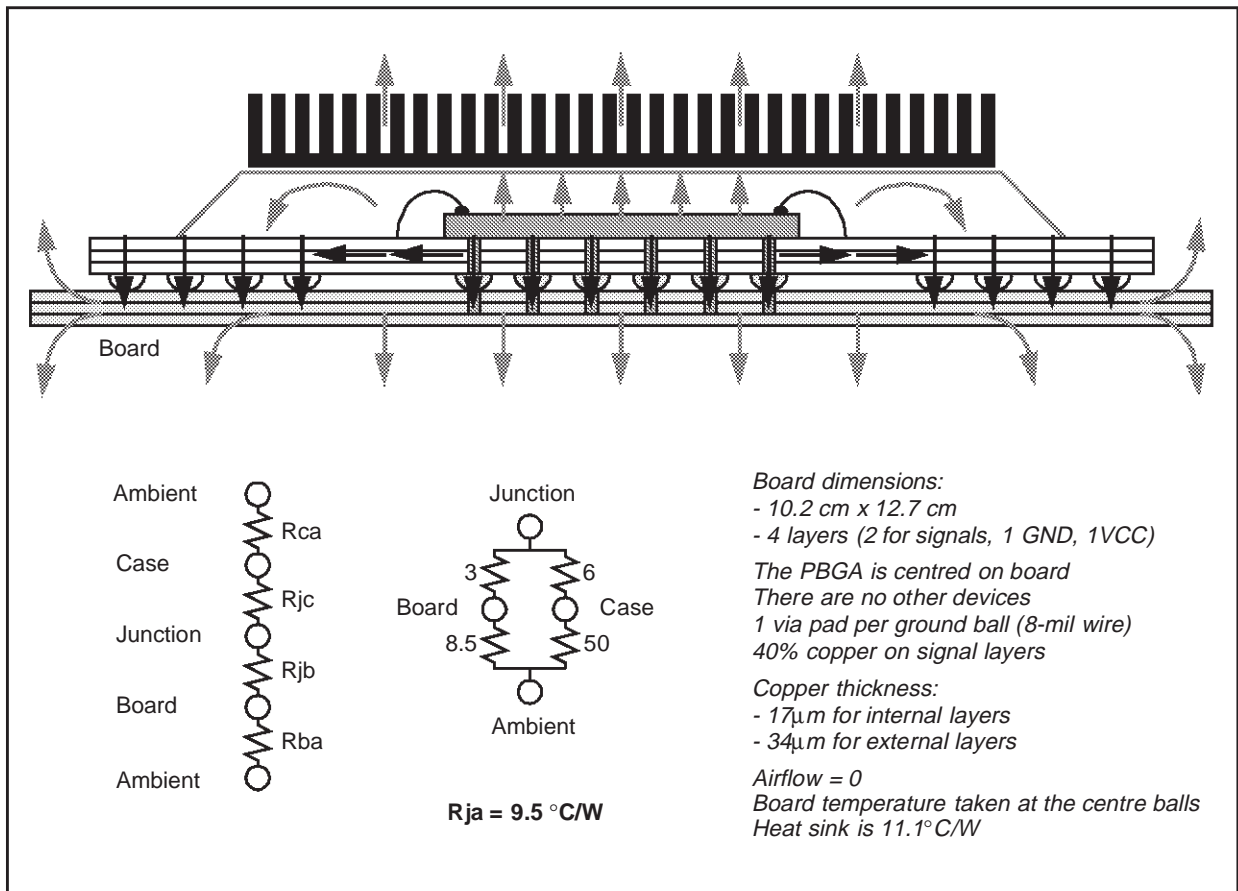 Board
Ambient
Rca
Case
Rjc
Junction
Rjb
Board
Rba
Ambient
Junction
3
6
Board
Case
8.5
50
Ambient
Rja = 9.5 °C/W
Board dimensions:
- 10.2 cm x 12.7 cm
- 4 layers (2 for signals, 1 GND, 1VCC)
The PBGA is centred on board
There are no other devices
1 via pad per ground ball (8-mil wire)
40% copper on signal layers
Copper thickness:
- 17µm for internal layers
- 34µm for external layers
Airflow = 0
Board temperature taken at the centre balls
Heat sink is 11.1°C/W